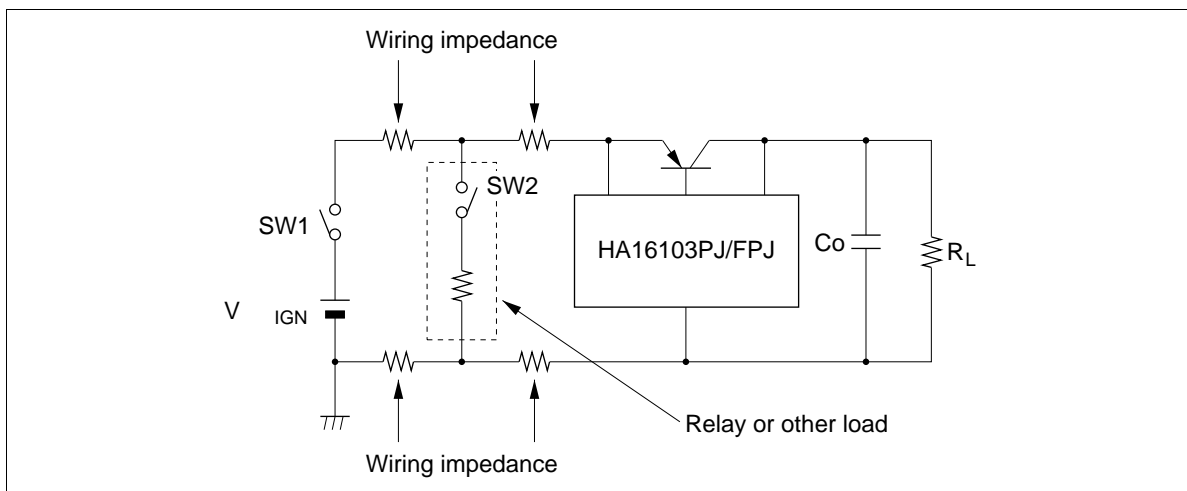 Wiring impedance
SW2
SW1
HA16103PJ/FPJ
Co
RL
V IGN
Relay or other load
Wiring impedance